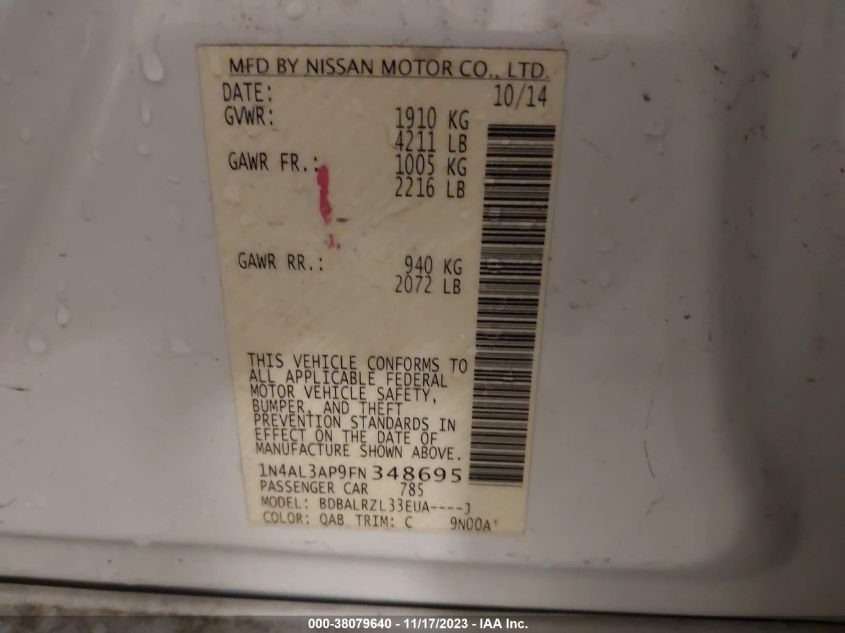 MFD BY NISSAN MOTOR CO., LTD.
DATE: 10/14
GVWR: 1910 KG
4211 LB
GAWR FR.: 1005 KG
2216 LB
GAWR RR.: 940 KG
2072 LB
THIS VEHICLE CONFORMS TO
ALL APPLICABLE FEDERAL
MOTOR VEHICLE SAFETY,
BUMPER, AND THEFT
PREVENTION STANDARDS IN
EFFECT ON THE DATE OF
MANUFACTURE SHOWN ABOVE.
1N4AL3AP9FN348695
PASSENGER CAR 785
MODEL: BDBALRZL33EUA----J
COLOR: QAB TRIM: C 9N00A*
000-38079640 - 11/17/2023 - IAA Inc.